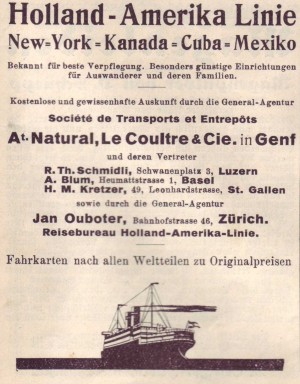 Holland-Amerika Linie
New-York-Kanada-Cuba-Mexiko
Bekannt für beste Verpflegung. Besonders günstige Einrichtungen
für Auswanderer und deren Familien.
Kostenlose und gewissenhafte Auskunft durch die General-Agentur
Société de Transports et Entrepôts
At. Natural, Le Coultre & Cie. in Genf
und deren Vertreter
R. Th. Schmidli, Schwanenplatz 3, Luzern
A. Blum, Heumattstrasse 1, Basel
H. M. Kretzer, 49, Leonhardstrasse, St. Gallen
sowie durch die General-Agentur
Jan Ouboter, Bahnhofstrasse 46, Zürich.
Reisebureau Holland-Amerika-Linie.
Fahrkarten nach allen Weltteilen zu Originalpreisen